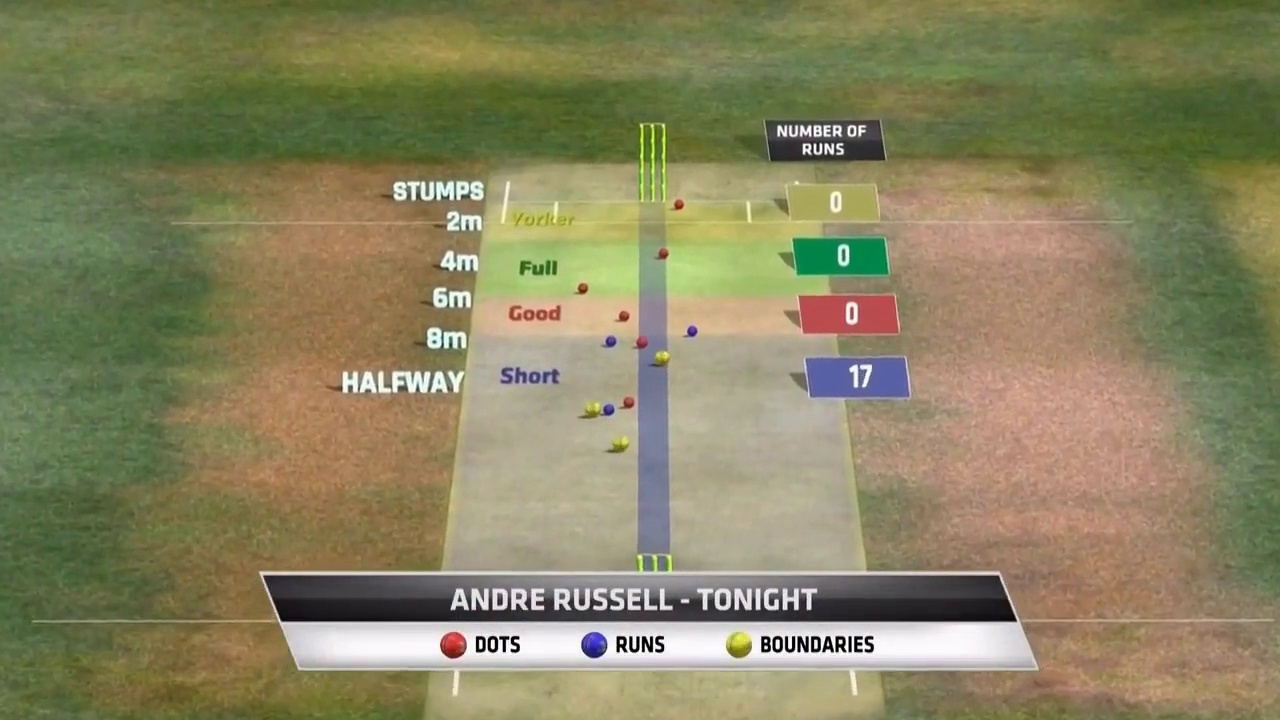 NUMBER OF
RUNS
STUMPS
2m
Yorker
0
4m
Full
0
6m
Good
0
8m
HALFWAY
Short
17
ANDRE RUSSELL - TONIGHT
DOTS
RUNS
BOUNDARIES